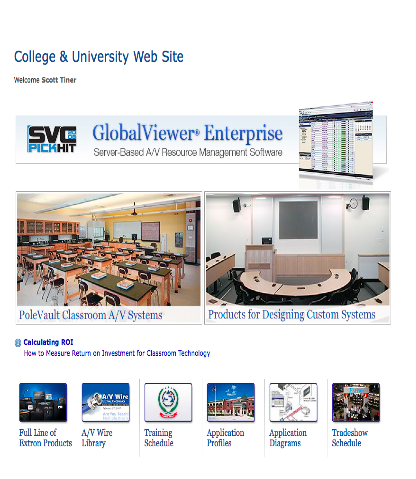 College & University Web Site
Welcome Scott Tiner
SVC
PICKHIT
GlobalViewer® Enterprise
Server-Based A/V Resource Management Software
PoleVault Classroom A/V Systems
Products for Designing Custom Systems
Calculating ROI
How to Measure Return on Investment for Classroom Technology
A/V Wire
Full Line of
Extron Products
A/V Wire
Library
Training
Schedule
Application
Profiles
Application
Diagrams
Tradeshow
Schedule